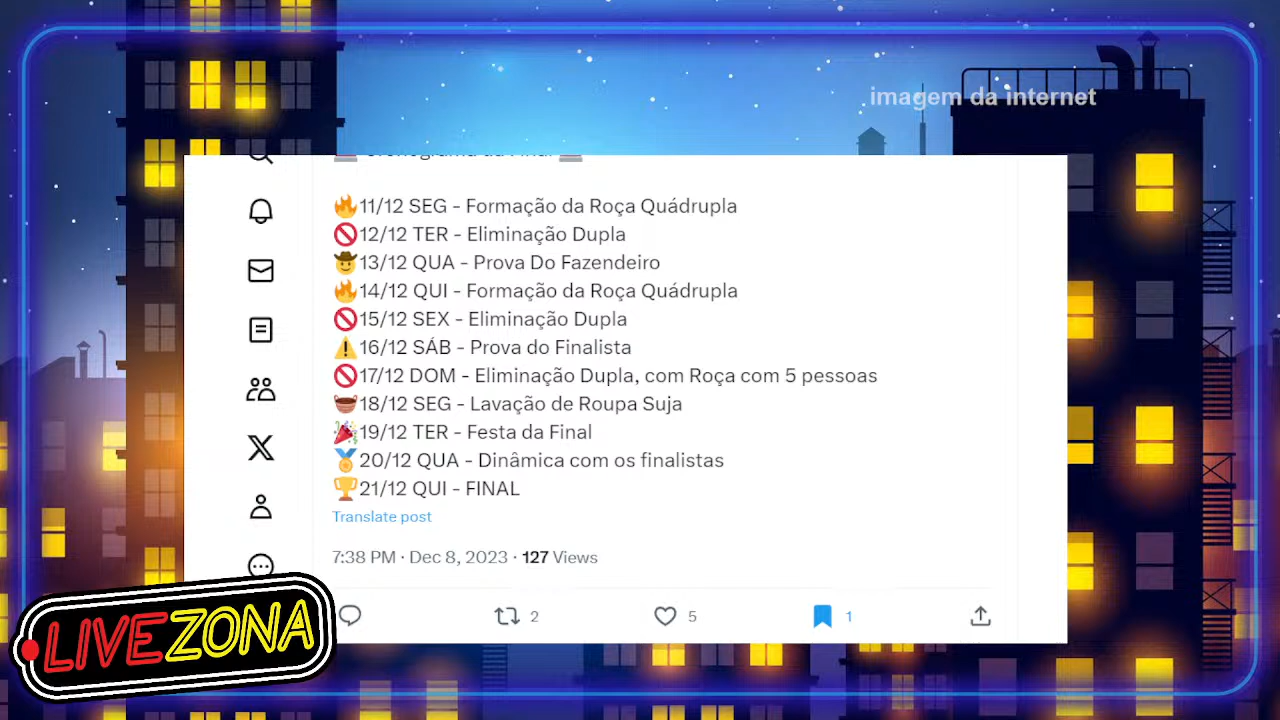 imagem da internet
Cronograma da Final
🔥11/12 SEG - Formação da Roça Quádrupla
🚫12/12 TER - Eliminação Dupla
🤠13/12 QUA - Prova Do Fazendeiro
🔥14/12 QUI - Formação da Roça Quádrupla
🚫15/12 SEX - Eliminação Dupla
⚠️16/12 SÁB - Prova do Finalista
🚫17/12 DOM - Eliminação Dupla, com Roça com 5 pessoas
18/12 SEG - Lavação de Roupa Suja
🎉19/12 TER - Festa da Final
🏅20/12 QUA - Dinâmica com os finalistas
🏆21/12 QUI - FINAL
Translate post
7:38 PM · Dec 8, 2023 · 127 Views
2 5 1
LIVEZONA